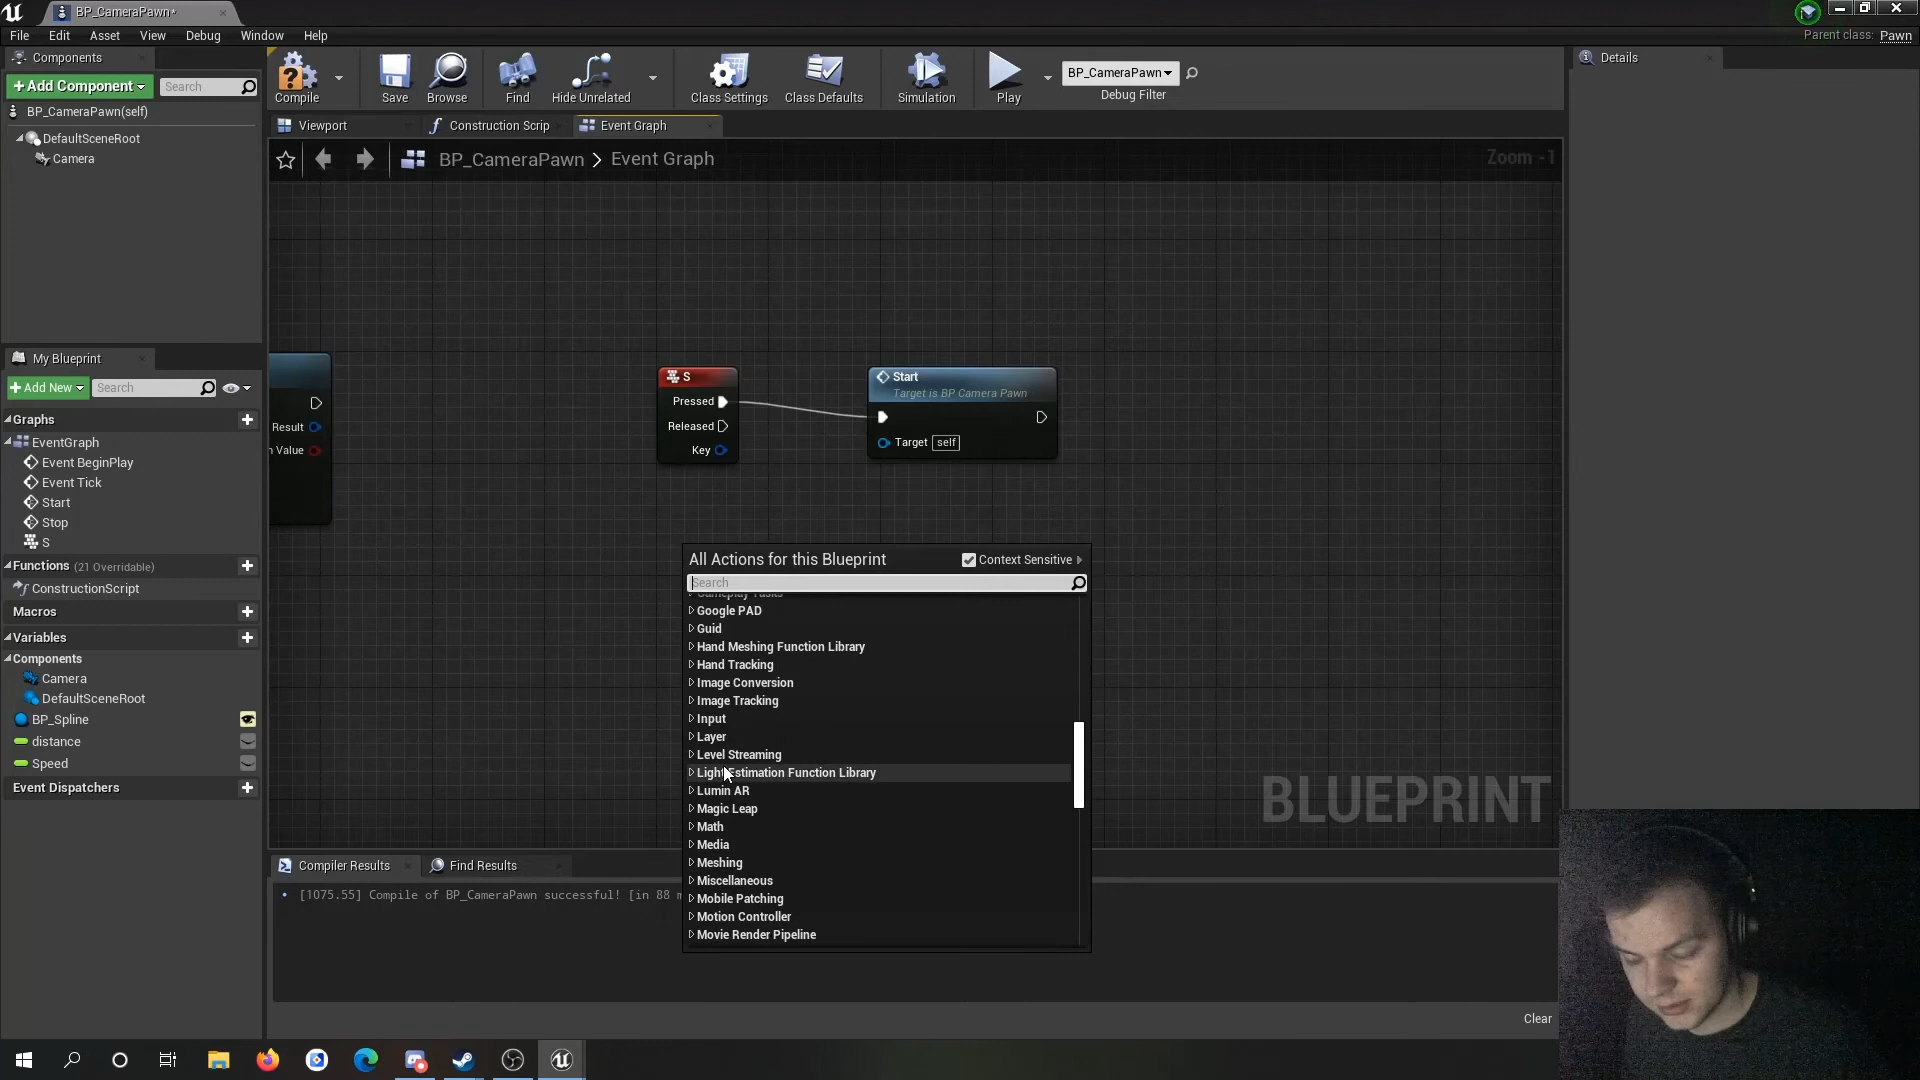 BP_CameraPawn*
File Edit Asset View Debug Window Help
Parent class: Pawn
Components
Details
+Add Component
Search
Compile
Save
Browse
Find
Hide Unrelated
Class Settings
Class Defaults
Simulation
Play
BP_CameraPawn
Debug Filter
BP_CameraPawn(self)
DefaultSceneRoot
Camera
Viewport
Construction Scrip
Event Graph
BP_CameraPawn > Event Graph
Zoom -1
My Blueprint
+Add New
Search
Graphs
EventGraph
Event BeginPlay
Event Tick
Start
Stop
S
Functions (21 Overridable)
ConstructionScript
Macros
Variables
Components
Camera
DefaultSceneRoot
BP_Spline
distance
Speed
Event Dispatchers
Result
n Value
S
Pressed
Released
Key
Start
Target is BP Camera Pawn
Target self
All Actions for this Blueprint
Context Sensitive
Search
Gameplay Tasks
Google PAD
Guid
Hand Meshing Function Library
Hand Tracking
Image Conversion
Image Tracking
Input
Layer
Level Streaming
Light Estimation Function Library
Lumin AR
Magic Leap
Math
Media
Meshing
Miscellaneous
Mobile Patching
Motion Controller
Movie Render Pipeline
BLUEPRINT
Compiler Results
Find Results
[1075.55] Compile of BP_CameraPawn successful! [in 88 m
Clear